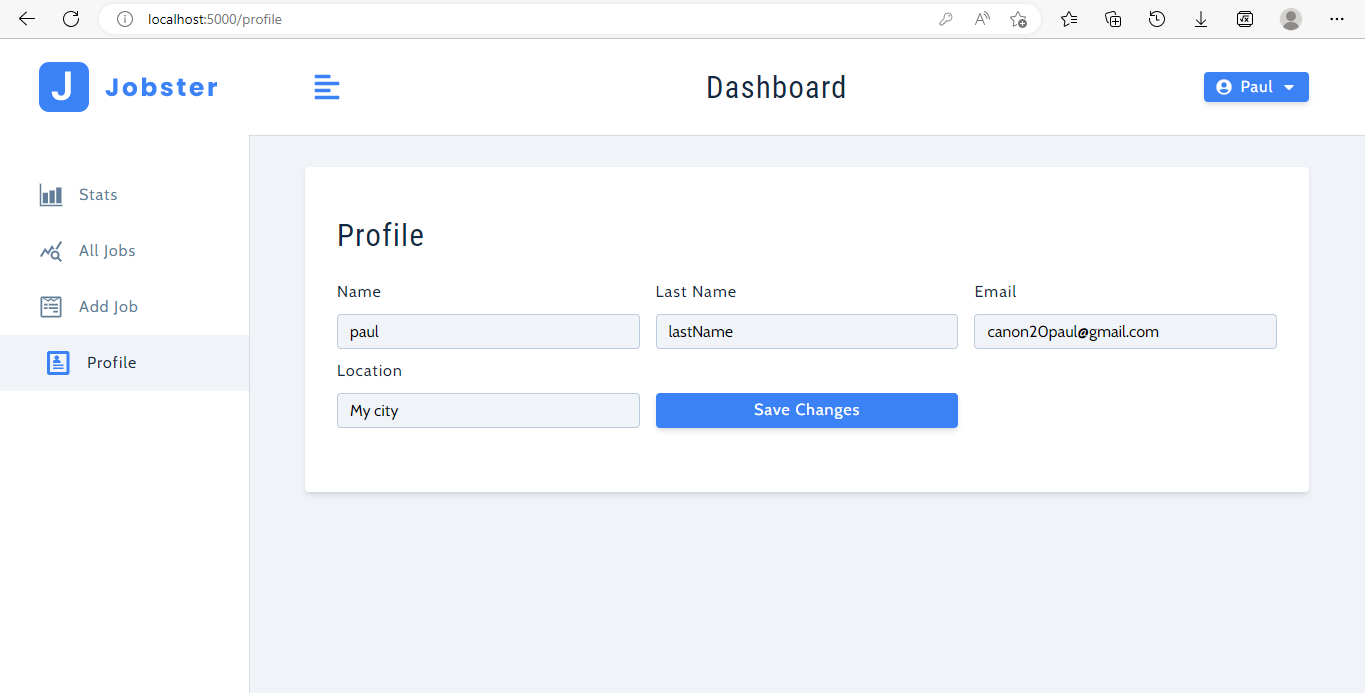 localhost:5000/profile
J Jobster
Dashboard
Paul
Stats
All Jobs
Add Job
Profile
Profile
Name Last Name Email
paul lastName canon20paul@gmail.com
Location
My city Save Changes